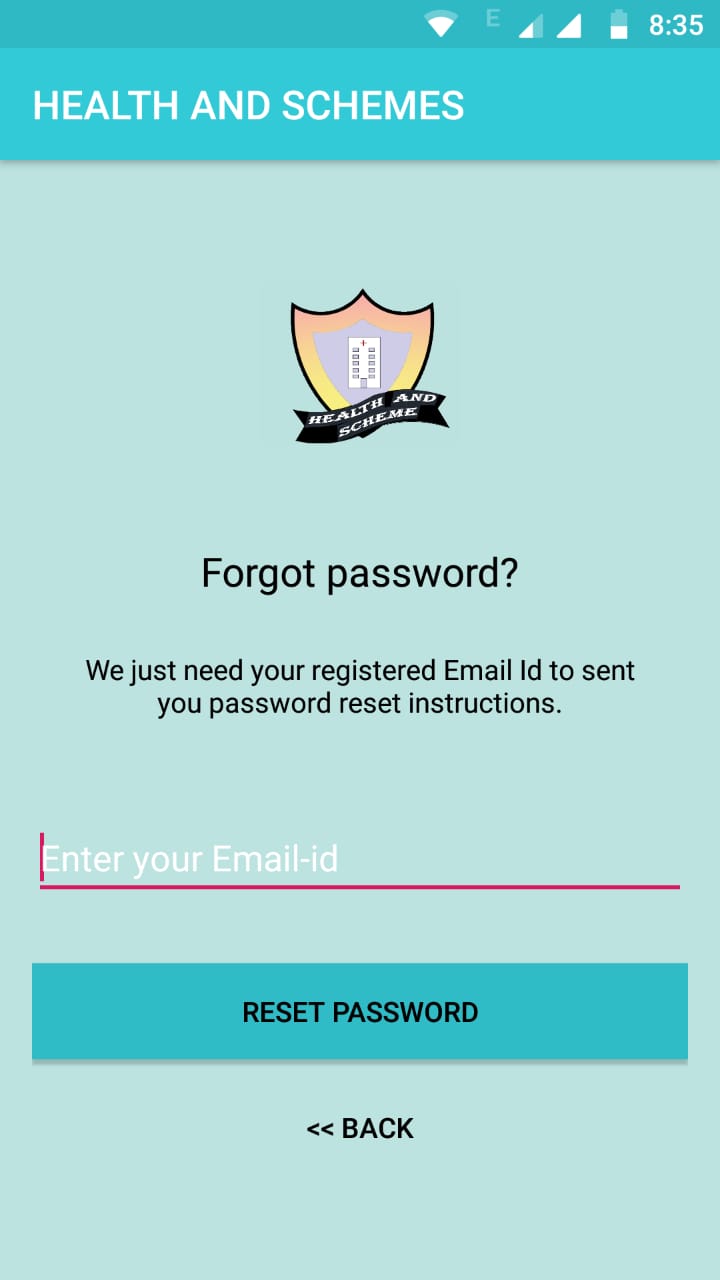 E 8:35
HEALTH AND SCHEMES
HEALTH AND
SCHEME
Forgot password?
We just need your registered Email Id to sent
you password reset instructions.
Enter your Email-id
RESET PASSWORD
<< BACK